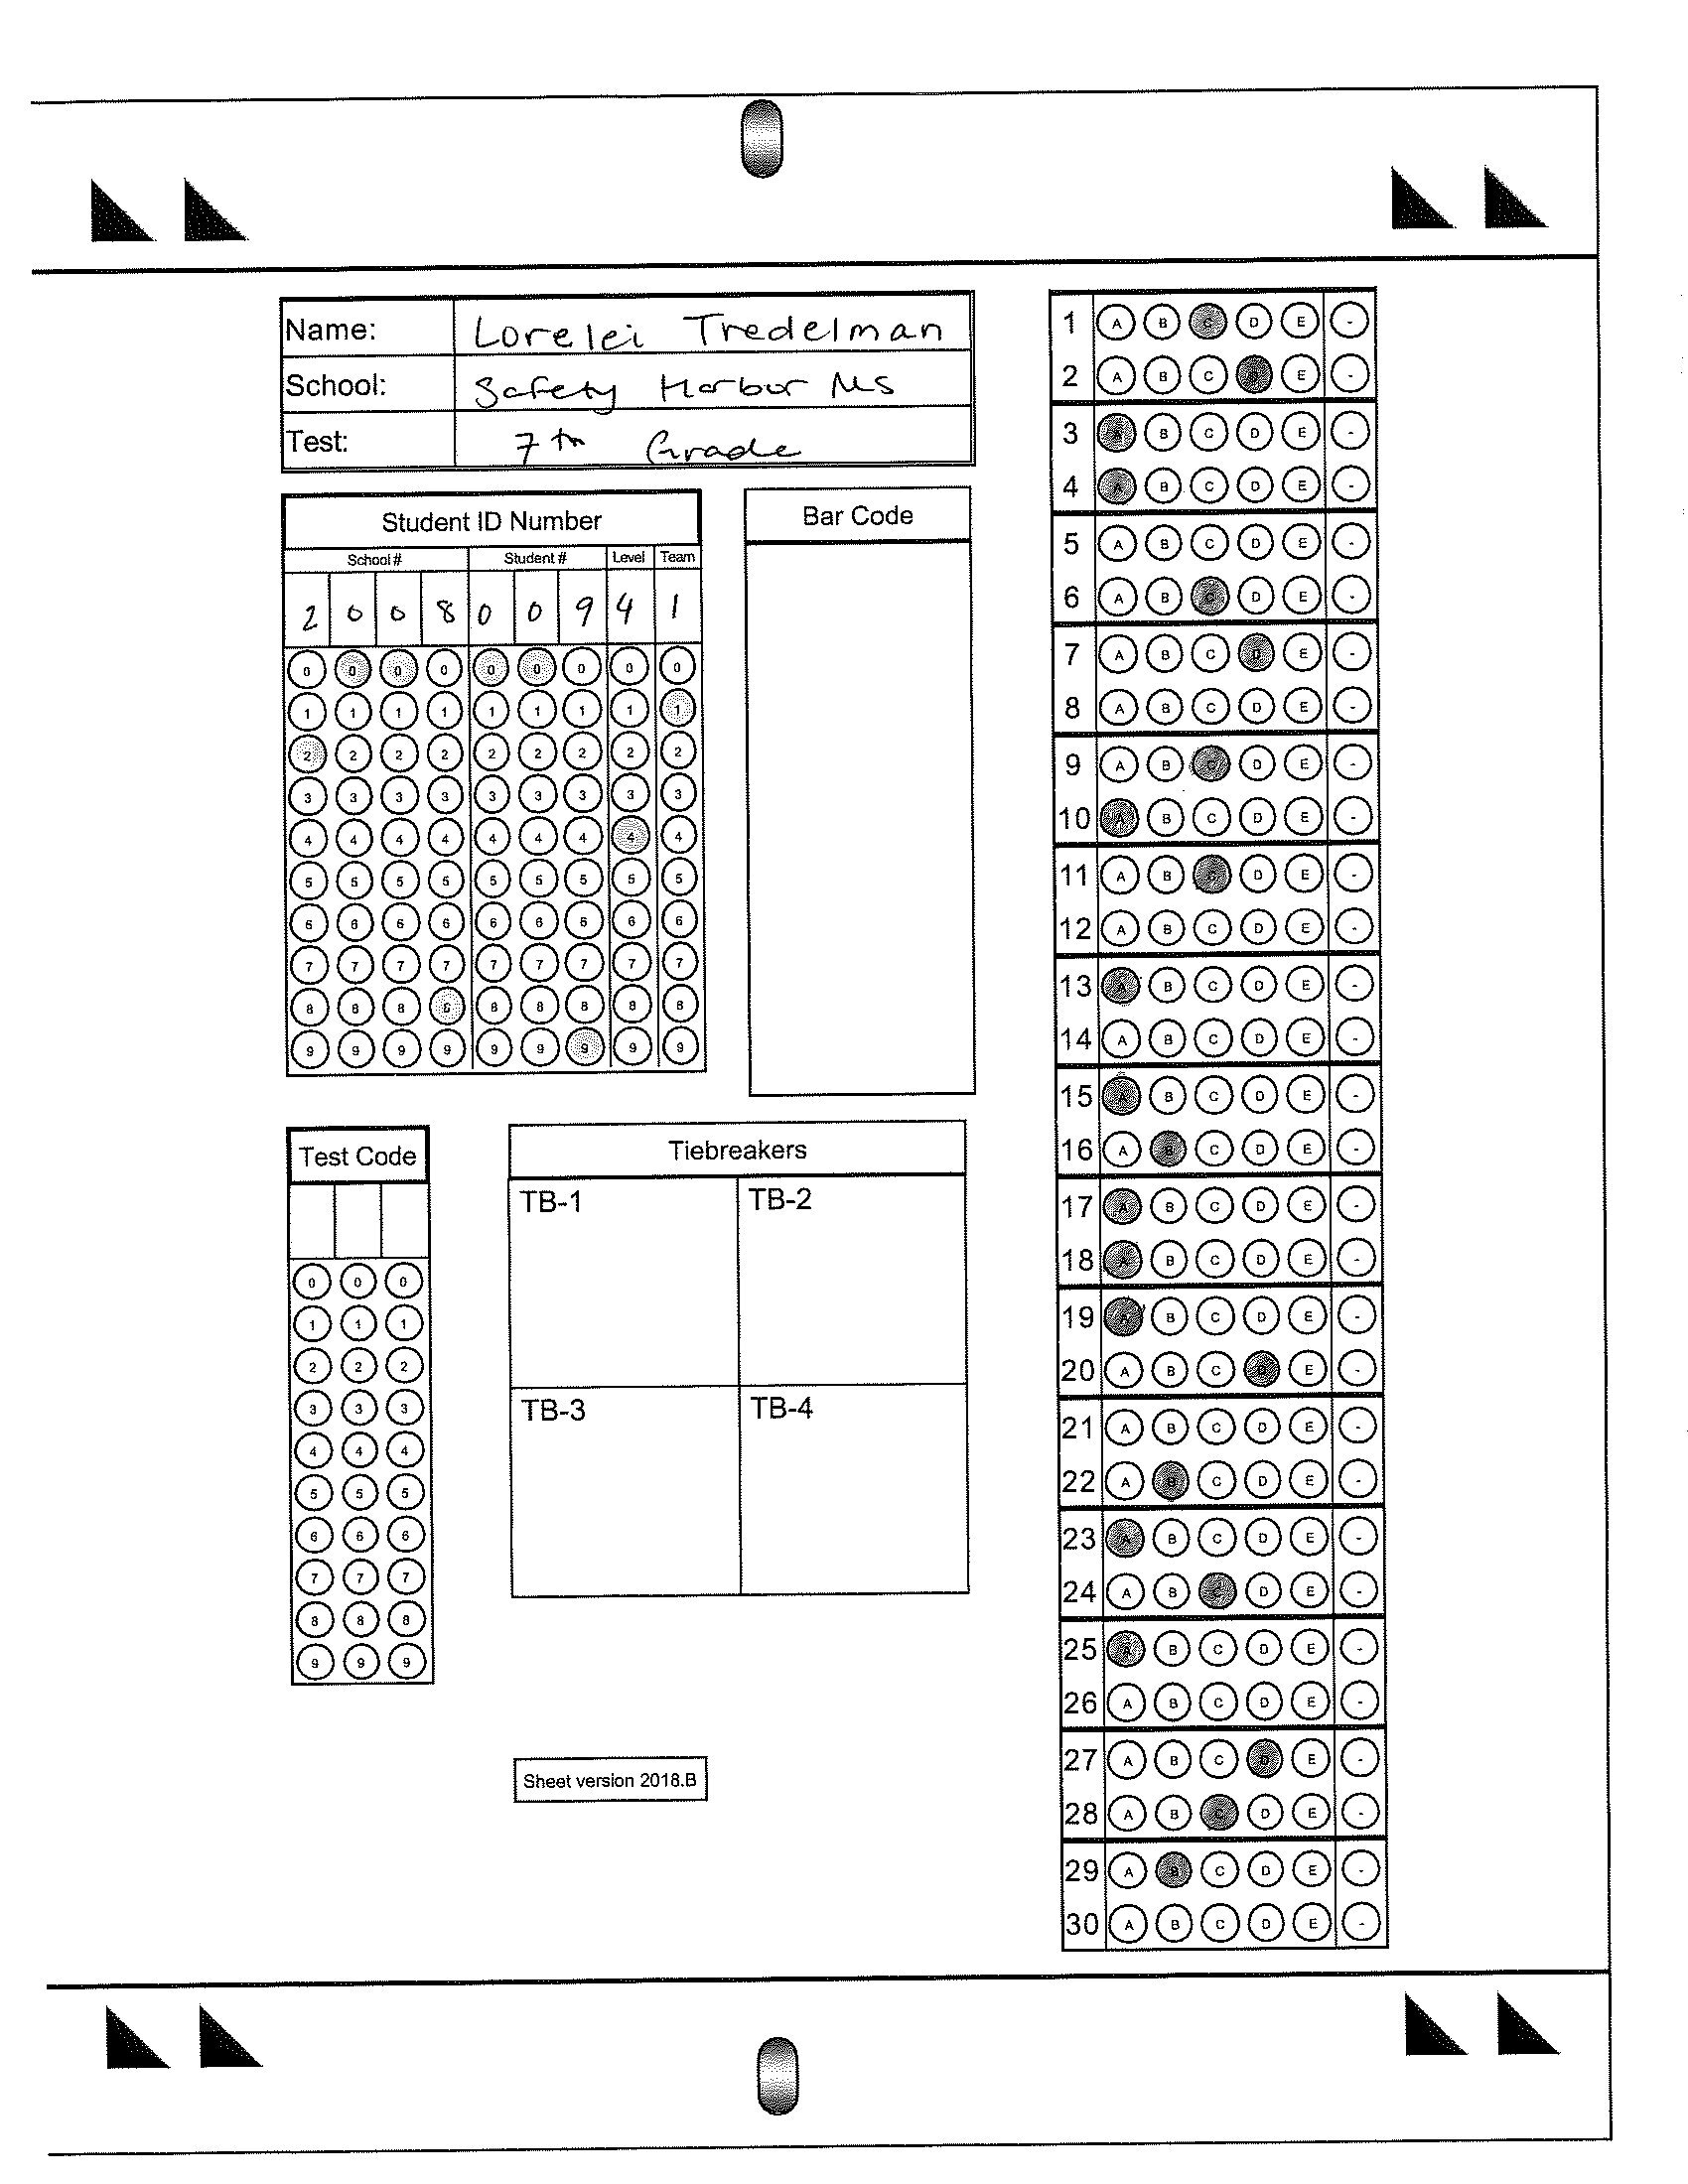 Name: Lorelei Tredelman
School: Safety Harbor MS
Test: 7th Grade
Student ID Number
School # Student # Level Team
2 0 0 8 0 0 9 4 1
0 0 0 0 0 0 0 0 0
1 1 1 1 1 1 1 1 1
2 2 2 2 2 2 2 2 2
3 3 3 3 3 3 3 3 3
4 4 4 4 4 4 4 4 4
5 5 5 5 5 5 5 5 5
6 6 6 6 6 6 6 6 6
7 7 7 7 7 7 7 7 7
8 8 8 8 8 8 8 8 8
9 9 9 9 9 9 9 9 9
Bar Code
Test Code
0 0 0
1 1 1
2 2 2
3 3 3
4 4 4
5 5 5
6 6 6
7 7 7
8 8 8
9 9 9
Tiebreakers
TB-1 TB-2
TB-3 TB-4
Sheet version 2018.B
1 A B C D E -
2 A B C D E -
3 A B C D E -
4 A B C D E -
5 A B C D E -
6 A B C D E -
7 A B C D E -
8 A B C D E -
9 A B C D E -
10 A B C D E -
11 A B C D E -
12 A B C D E -
13 A B C D E -
14 A B C D E -
15 A B C D E -
16 A B C D E -
17 A B C D E -
18 A B C D E -
19 A B C D E -
20 A B C D E -
21 A B C D E -
22 A B C D E -
23 A B C D E -
24 A B C D E -
25 A B C D E -
26 A B C D E -
27 A B C D E -
28 A B C D E -
29 A B C D E -
30 A B C D E -